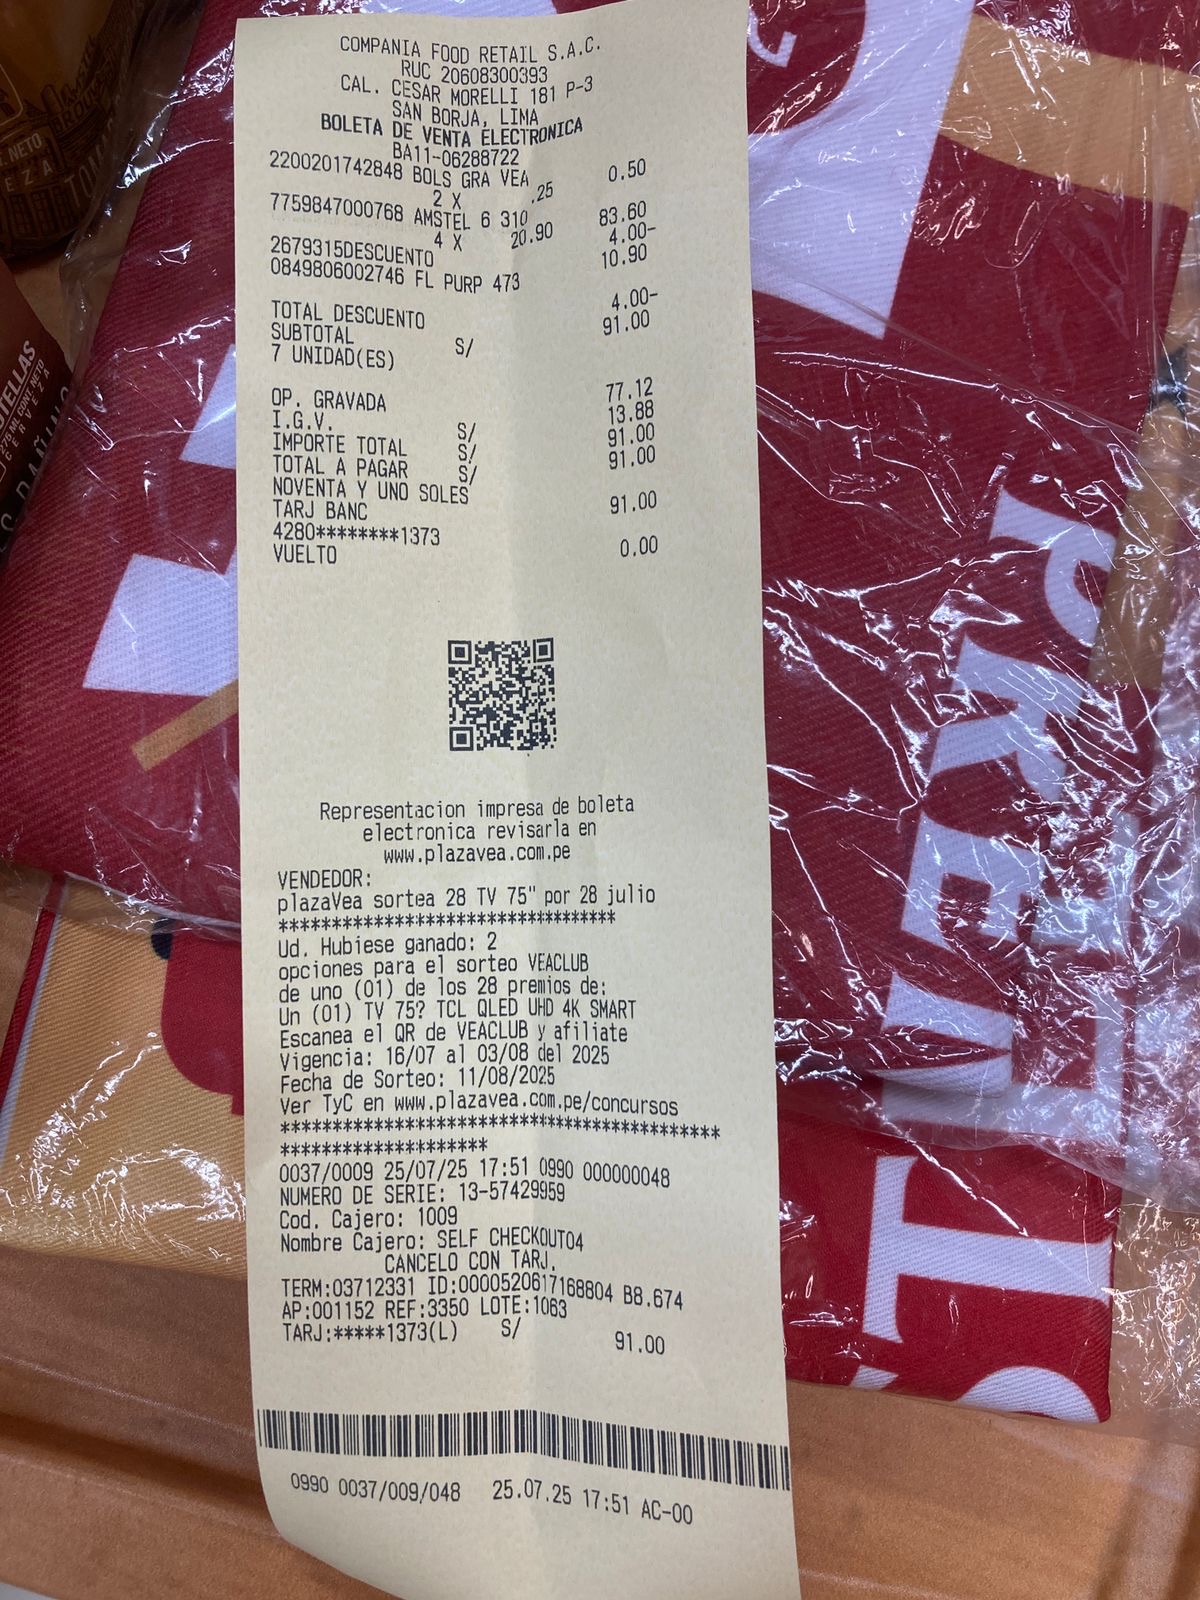 COMPANIA FOOD RETAIL S.A.C.
RUC 20608300393
CAL. CESAR MORELLI 181 P-3
SAN BORJA, LIMA
BOLETA DE VENTA ELECTRONICA
BA11-06288722
2200201742848 BOLS GRA VEA 0.50
2 X .25
7759847000768 AMSTEL 6 310 83.60
4 X 20.90
2679315DESCUENTO 4.00-
0849806002746 FL PURP 473 10.90
TOTAL DESCUENTO 4.00-
SUBTOTAL S/ 91.00
7 UNIDAD(ES)
OP. GRAVADA 77.12
I.G.V. S/ 13.88
IMPORTE TOTAL S/ 91.00
TOTAL A PAGAR S/ 91.00
NOVENTA Y UNO SOLES
TARJ BANC 91.00
4280********1373
VUELTO 0.00
Representacion impresa de boleta
electronica revisarla en
www.plazavea.com.pe
VENDEDOR:
plazaVea sortea 28 TV 75" por 28 julio
**********************************
Ud. Hubiese ganado: 2
opciones para el sorteo VEACLUB
de uno (01) de los 28 premios de:
Un (01) TV 75? TCL QLED UHD 4K SMART
Escanea el QR de VEACLUB y afiliate
Vigencia: 16/07 al 03/08 del 2025
Fecha de Sorteo: 11/08/2025
Ver TyC en www.plazavea.com.pe/concursos
********************************************
*********************
0037/0009 25/07/25 17:51 0990 000000048
NUMERO DE SERIE: 13-57429959
Cod. Cajero: 1009
Nombre Cajero: SELF CHECKOUT04
CANCELO CON TARJ.
TERM:03712331 ID:0000520617168804 B8.674
AP:001152 REF:3350 LOTE:1063
TARJ:*****1373(L) S/ 91.00
0990 0037/009/048 25.07.25 17:51 AC-00